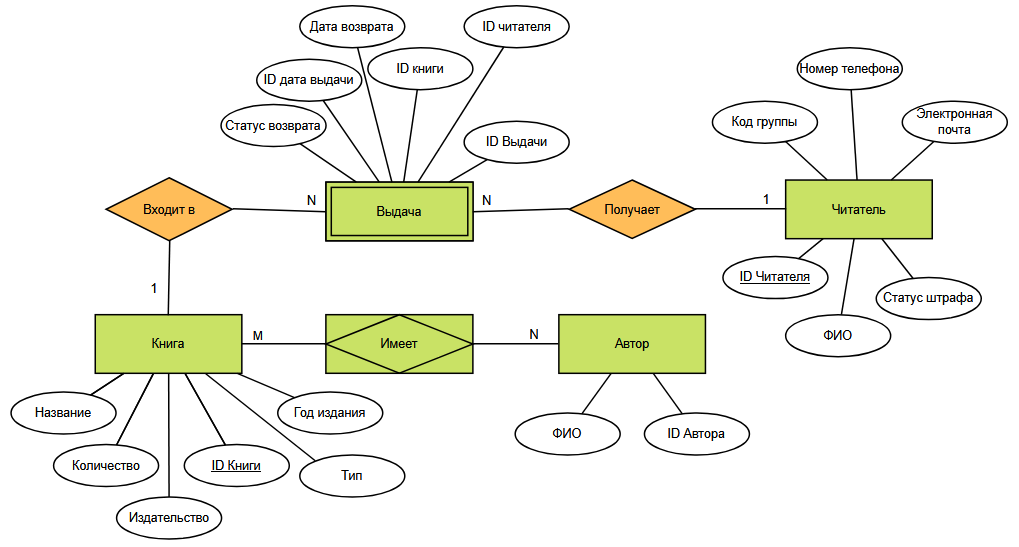 Дата возврата
ID читателя
ID книги
ID дата выдачи
Статус возврата
ID Выдачи
Номер телефона
Код группы
Электронная
почта
Входит в
N
Выдача
N
Получает
1
Читатель
ID Читателя
Статус штрафа
ФИО
1
Книга
M
Имеет
N
Автор
Название
Год издания
Количество
ID Книги
Тип
Издательство
ФИО
ID Автора